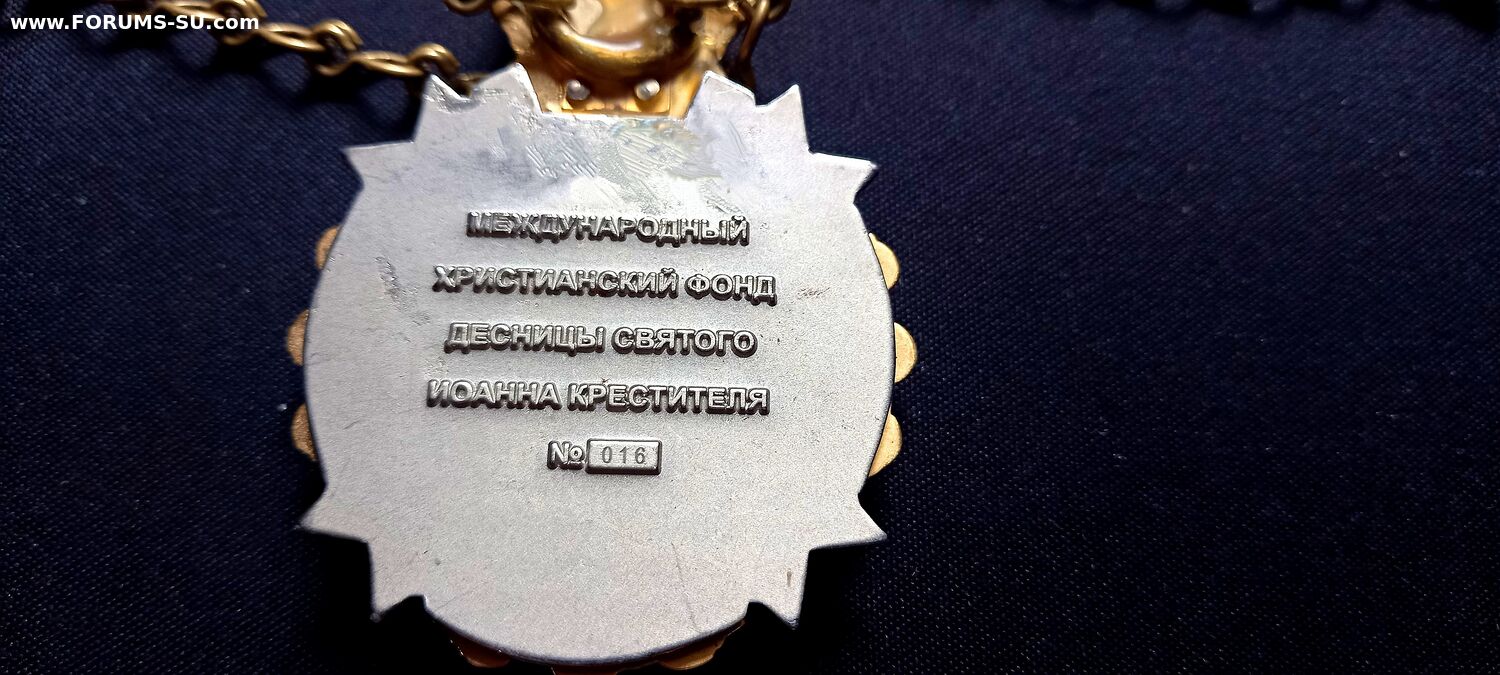 www.FORUMS-SU.com
МЕЖДУНАРОДНЫЙ
ХРИСТИАНСКИЙ ФОНД
ДЕСНИЦЫ СВЯТОГО
ИОАННА КРЕСТИТЕЛЯ
№ 016